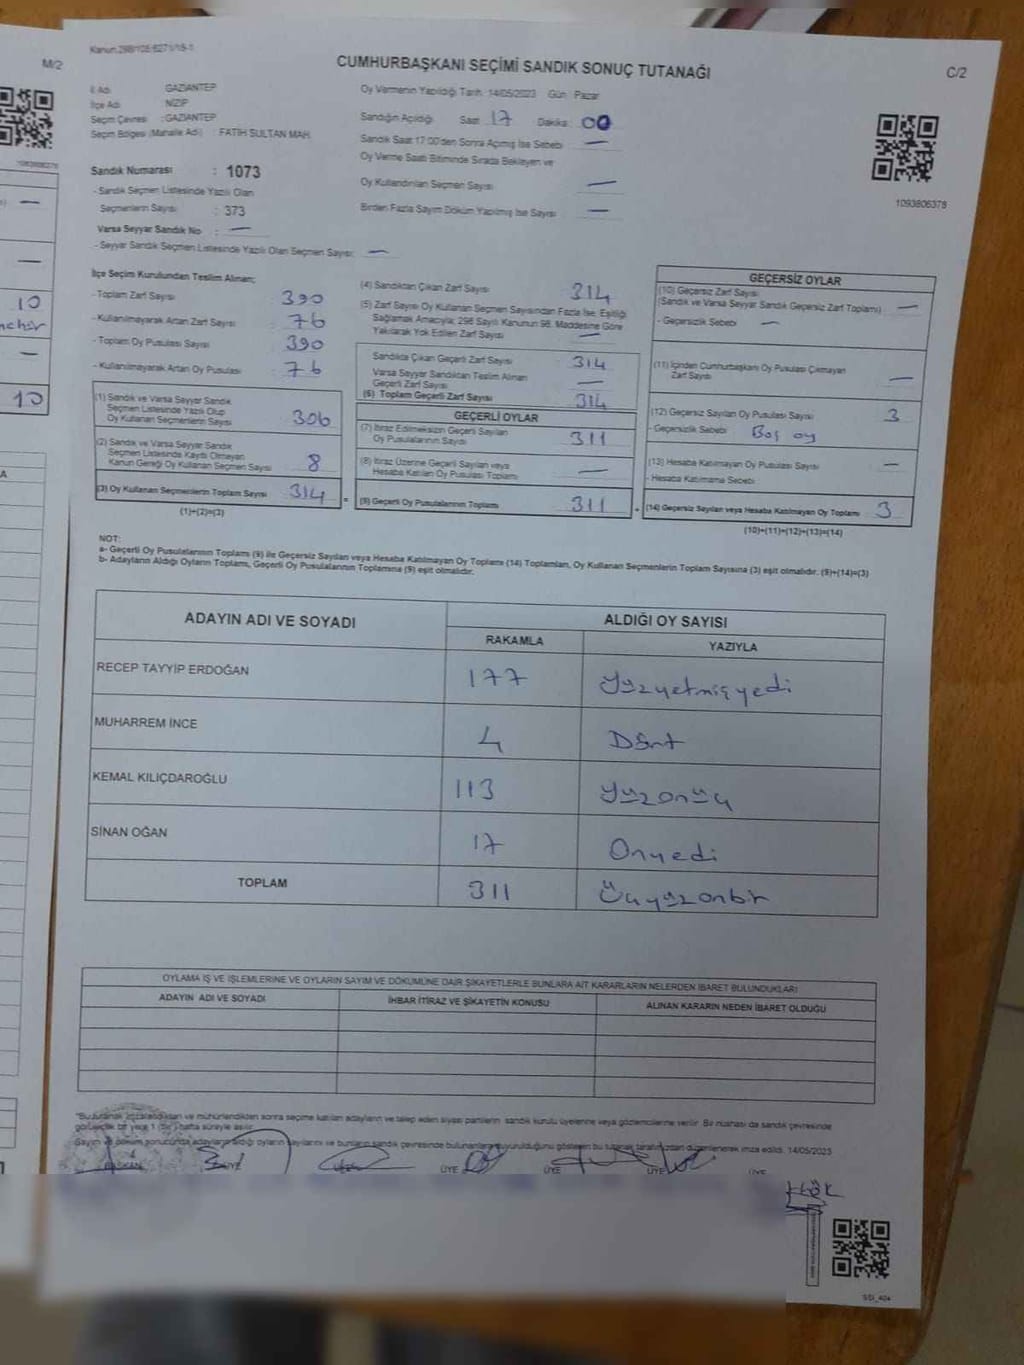 Kanun 298/105:6271/18-1
CUMHURBAŞKANI SEÇİMİ SANDIK SONUÇ TUTANAĞI
C/2
M/2
İl Adı GAZİANTEP
İlçe Adı NİZİP
Seçim Çevresi :GAZİANTEP
Seçim Bölgesi (Mahalle Adı) : FATİH SULTAN MAH.
Oy Vermenin Yapıldığı Tarih: 14/05/2023 Gün: Pazar
Sandığın Açıldığı Saat 17 Dakika: 00
Sandık Saat 17:00'den Sonra Açılmış İse Sebebi —
Oy Verme Saati Bitiminde Sırada Bekleyen ve
Oy Kullandırılan Seçmen Sayısı —
Birden Fazla Sayım Döküm Yapılmış İse Sayısı —
1093806378
Sandık Numarası : 1073
- Sandık Seçmen Listesinde Yazılı Olan
Seçmenlerin Sayısı : 373
Varsa Seyyar Sandık No : —
- Seyyar Sandık Seçmen Listesinde Yazılı Olan Seçmen Sayısı: —
İlçe Seçim Kurulundan Teslim Alınan;
- Toplam Zarf Sayısı 390
- Kullanılmayarak Artan Zarf Sayısı 76
- Toplam Oy Pusulası Sayısı 390
- Kullanılmayarak Artan Oy Pusulası 76
(1) Sandık ve Varsa Seyyar Sandık
Seçmen Listesinde Yazılı Olup
Oy Kullanan Seçmenlerin Sayısı 306
(2) Sandık ve Varsa Seyyar Sandık
Seçmen Listesinde Kayıtlı Olmayan
Kanun Gereği Oy Kullanan Seçmen Sayısı 8
(3) Oy Kullanan Seçmenlerin Toplam Sayısı 314 =
(1)+(2)=(3)
(4) Sandıktan Çıkan Zarf Sayısı 314
(5) Zarf Sayısı Oy Kullanan Seçmen Sayısından Fazla İse, Eşitliği
Sağlamak Amacıyla; 298 Sayılı Kanunun 98. Maddesine Göre
Yakılarak Yok Edilen Zarf Sayısı —
Sandıkta Çıkan Geçerli Zarf Sayısı 314
Varsa Seyyar Sandıktan Teslim Alınan
Geçerli Zarf Sayısı —
(6) Toplam Geçerli Zarf Sayısı 314
GEÇERLİ OYLAR
(7) İtiraz Edilmeksizin Geçerli Sayılan
Oy Pusulalarının Sayısı 311
(8) İtiraz Üzerine Geçerli Sayılan veya
Hesaba Katılan Oy Pusulası Toplamı —
(9) Geçerli Oy Pusulalarının Toplamı 311 +
GEÇERSİZ OYLAR
(10) Geçersiz Zarf Sayısı
(Sandık ve Varsa Seyyar Sandık Geçersiz Zarf Toplamı) —
- Geçersizlik Sebebi —
(11) İçinden Cumhurbaşkanı Oy Pusulası Çıkmayan
Zarf Sayısı —
(12) Geçersiz Sayılan Oy Pusulası Sayısı 3
- Geçersizlik Sebebi Boş oy
(13) Hesaba Katılmayan Oy Pusulası Sayısı —
- Hesaba Katılmama Sebebi
(14) Geçersiz Sayılan veya Hesaba Katılmayan Oy Toplamı 3
(10)+(11)+(12)+(13)=(14)
NOT:
a- Geçerli Oy Pusulalarının Toplamı (9) ile Geçersiz Sayılan veya Hesaba Katılmayan Oy Toplamı (14) Toplamları, Oy Kullanan Seçmenlerin Toplam Sayısına (3) eşit olmalıdır. (9)+(14)=(3)
b- Adayların Aldığı Oyların Toplamı, Geçerli Oy Pusulalarının Toplamına (9) eşit olmalıdır.
ADAYIN ADI VE SOYADI ALDIĞI OY SAYISI
RAKAMLA YAZIYLA
RECEP TAYYİP ERDOĞAN 177 Yüzyetmişyedi
MUHARREM İNCE 4 Dört
KEMAL KILIÇDAROĞLU 113 Yüzonüç
SİNAN OĞAN 17 Onyedi
TOPLAM 311 Üçyüzonbir
OYLAMA İŞ VE İŞLEMLERİNE VE OYLARIN SAYIM VE DÖKÜMÜNE DAİR ŞİKAYETLERLE BUNLARA AİT KARARLARIN NELERDEN İBARET BULUNDUKLARI
ADAYIN ADI VE SOYADI İHBAR İTİRAZ VE ŞİKAYETİN KONUSU ALINAN KARARIN NEDEN İBARET OLDUĞU
"Bu tutanak imzalandıktan ve mühürlendikten sonra seçime katılan adayların ve talep eden siyasi partilerin sandık kurulu üyelerine veya gözlemcilerine verilir. Bir nüshası da sandık çevresinde
görülecek bir yere 1 (bir) hafta süreyle asılır.
Sayım ve döküm sonucunda adayların aldığı oyların sayılarını ve bunların sandık çevresinde bulunanlara duyurulduğunu gösteren bu tutanak tarafımızdan düzenlenerek imza edildi. 14/05/2023
BAŞKAN ÜYE ÜYE ÜYE ÜYE ÜYE ÜYE
10
10